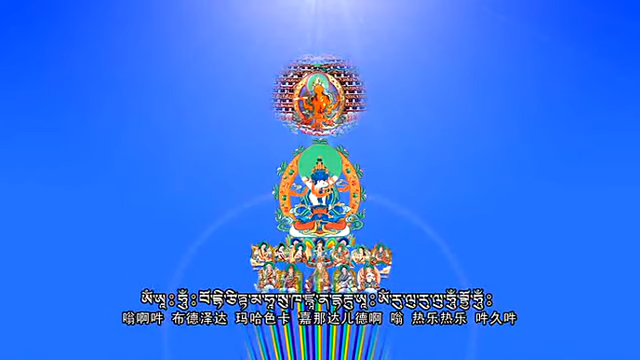 ཨོཾ་ཨཱཿཧཱུྃ༔བོ་དྷི་ཙིཏྟ་མ་ཧཱ་སུ་ཁ་ཛྙཱ་ན་དྷཱ་ཏུ་ཨཱཿཨོཾ་རུ་ལུ་རུ་ལུ་ཧཱུྃ་བྷྱོ་ཧཱུྃ༔
嗡啊吽 布德泽达 玛哈色卡 嘉那达儿德啊 嗡 热乐热乐 吽久吽